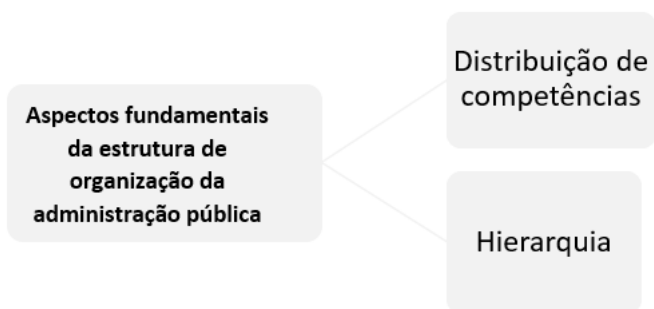 Aspectos fundamentais
da estrutura de
organização da
administração pública
Distribuição de
competências
Hierarquia